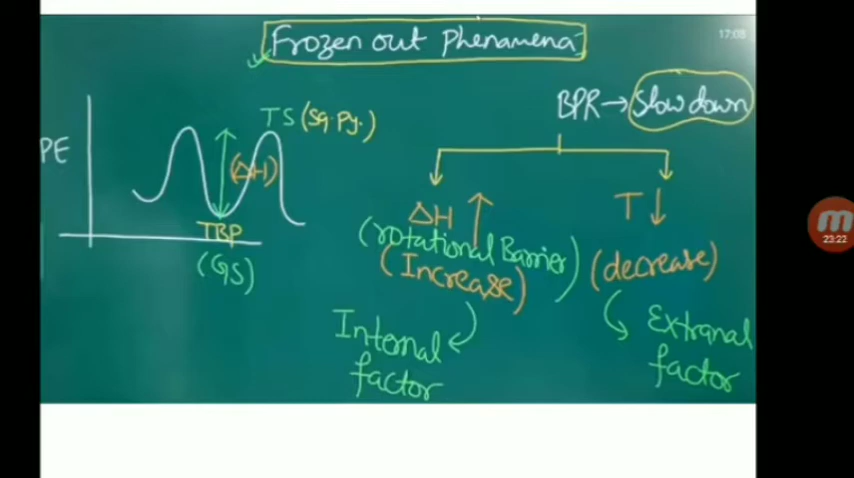 Frozen out Phenamena
17:08
BPR → Slow down
PE
TS (Sq. Py.)
(ΔH)
TBP
(GS)
ΔH ↑
(rotational Barrier)
(Increase)
Internal
factor
T ↓
(decrease)
Extranal
factor
m
23:22